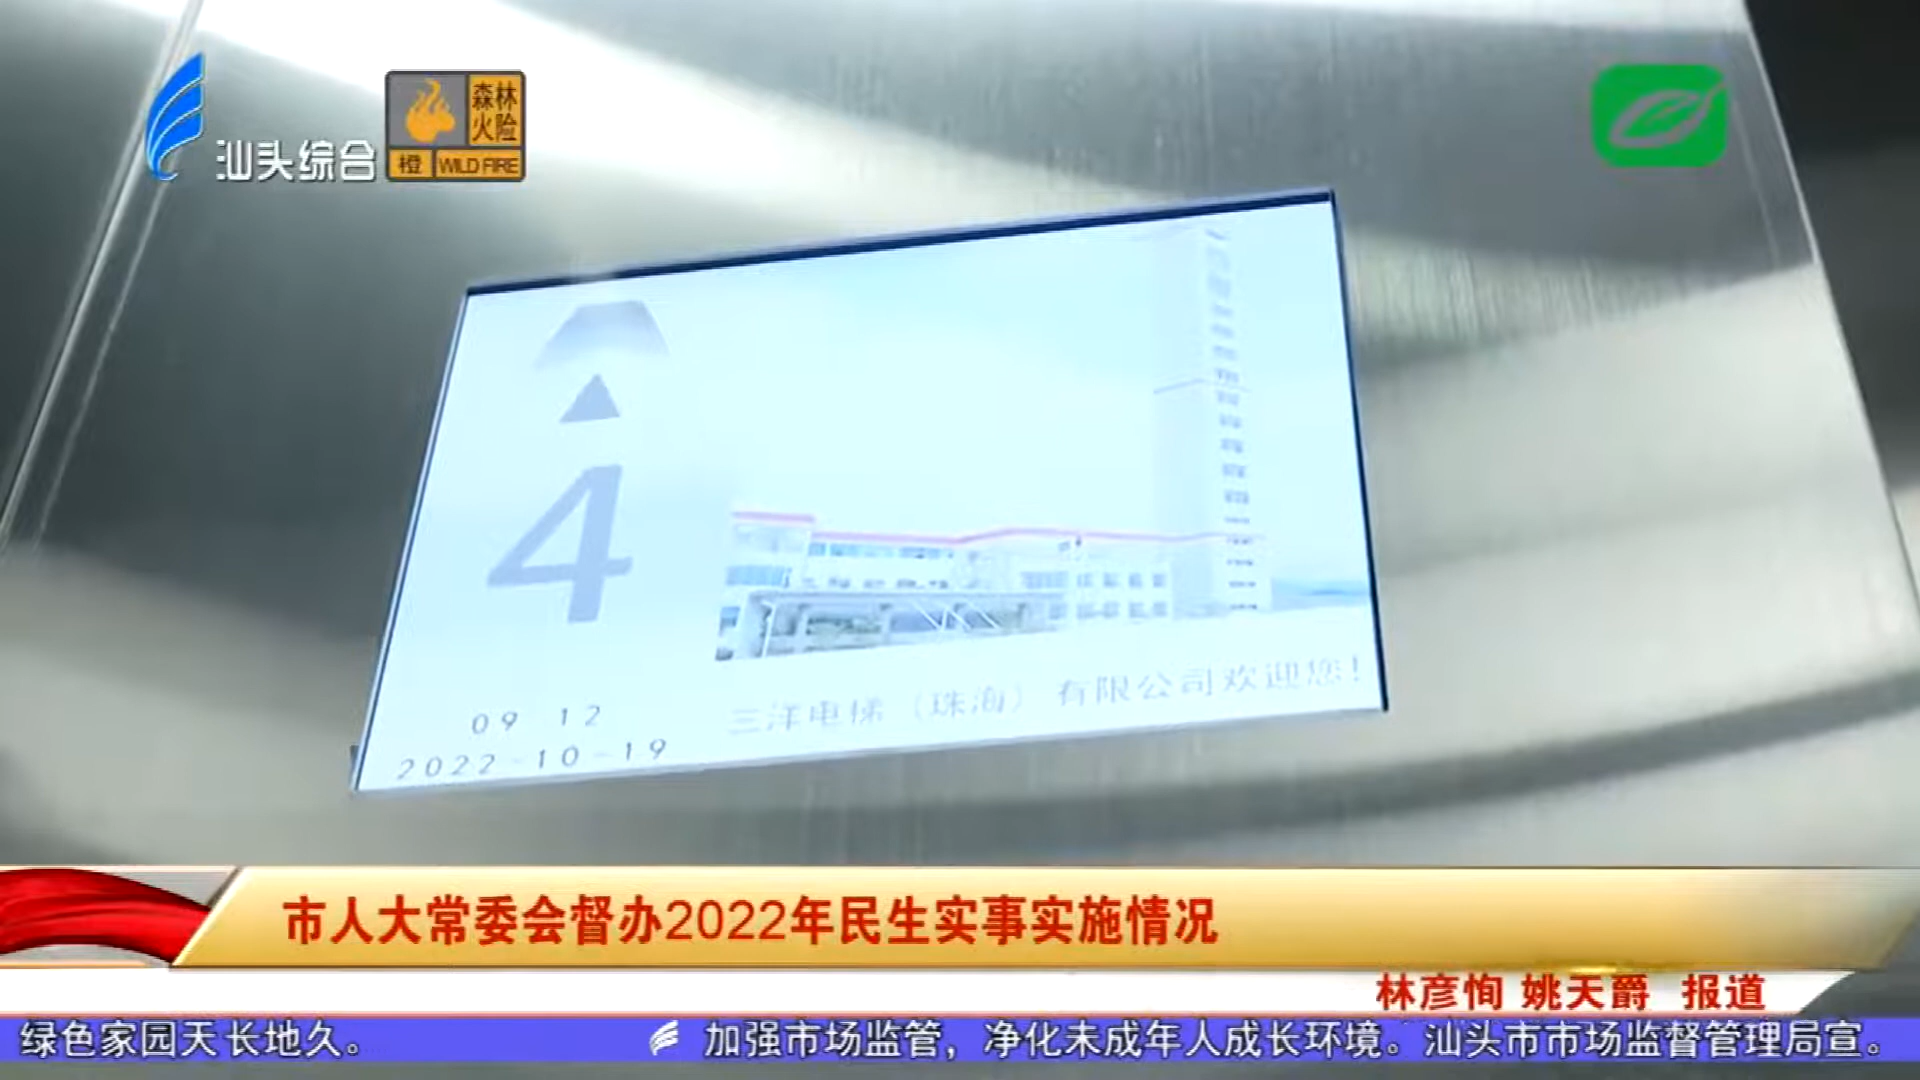 汕头综合
森林
火险
橙 WILD FIRE
4
09 12
2022-10-19
三洋电梯（珠海）有限公司欢迎您！
市人大常委会督办2022年民生实事实施情况
林彦恂 姚天爵 报道
绿色家园天长地久。 加强市场监管，净化未成年人成长环境。汕头市市场监督管理局宣。